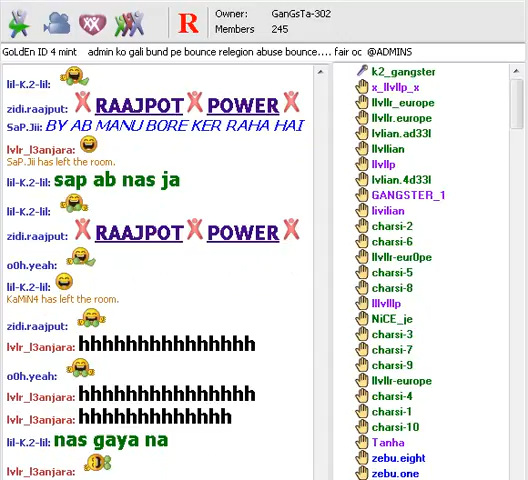 R
Owner: GanGsTa-302
Members 245
GoLdEn ID 4 mint admin ko gali bund pe bounce relegion abuse bounce.... fair oc @ADMINS
lil-K.2-lil:
zidi.raajput: RAAJPOT POWER
SaP.Jii: BY AB MANU BORE KER RAHA HAI
lvlr_l3anjara:
SaP.Jii has left the room.
lil-K.2-lil: sap ab nas ja
lil-K.2-lil:
zidi.raajput: RAAJPOT POWER
o0h.yeah:
lil-K.2-lil:
KaMiN4 has left the room.
zidi.raajput:
lvlr_l3anjara: hhhhhhhhhhhhhhhh
o0h.yeah:
lvlr_l3anjara: hhhhhhhhhhhhhhhh
lvlr_l3anjara: hhhhhhhhhhhhh
lil-K.2-lil: nas gaya na
lvlr_l3anjara:
k2_gangster
x_llvllp_x
llvllr_europe
llvllr.europe
lvlian.ad33l
llvllian
llvllp
lvlian.4d33l
GANGSTER_1
livilian
charsi-2
charsi-6
llvllr-eur0pe
charsi-5
charsi-8
lllvlllp
NiCE_je
charsi-3
charsi-7
charsi-9
llvllr-europe
charsi-4
charsi-1
charsi-10
Tanha
zebu.eight
zebu.one